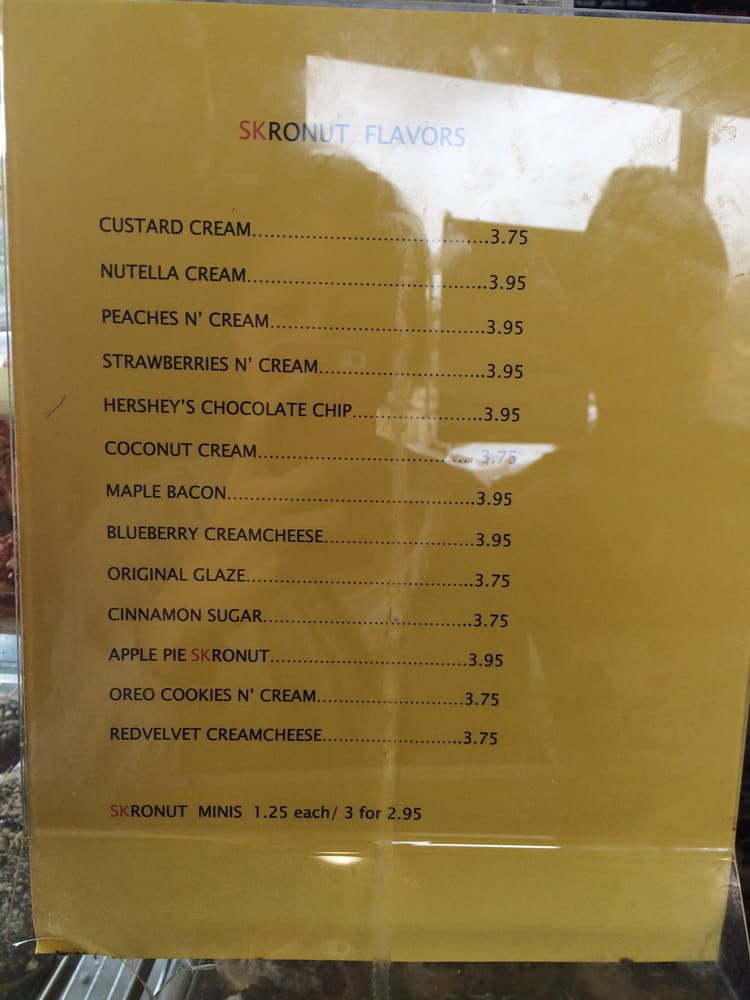 SKRONUT FLAVORS
CUSTARD CREAM.................................................3.75
NUTELLA CREAM.................................................3.95
PEACHES N' CREAM............................................3.95
STRAWBERRIES N' CREAM..................................3.95
HERSHEY'S CHOCOLATE CHIP...........................3.95
COCONUT CREAM.............................................3.75
MAPLE BACON...................................................3.95
BLUEBERRY CREAMCHEESE...............................3.95
ORIGINAL GLAZE..............................................3.75
CINNAMON SUGAR...........................................3.75
APPLE PIE SKRONUT.........................................3.95
OREO COOKIES N' CREAM...............................3.75
REDVELVET CREAMCHEESE.............................3.75
SKRONUT MINIS 1.25 each/ 3 for 2.95